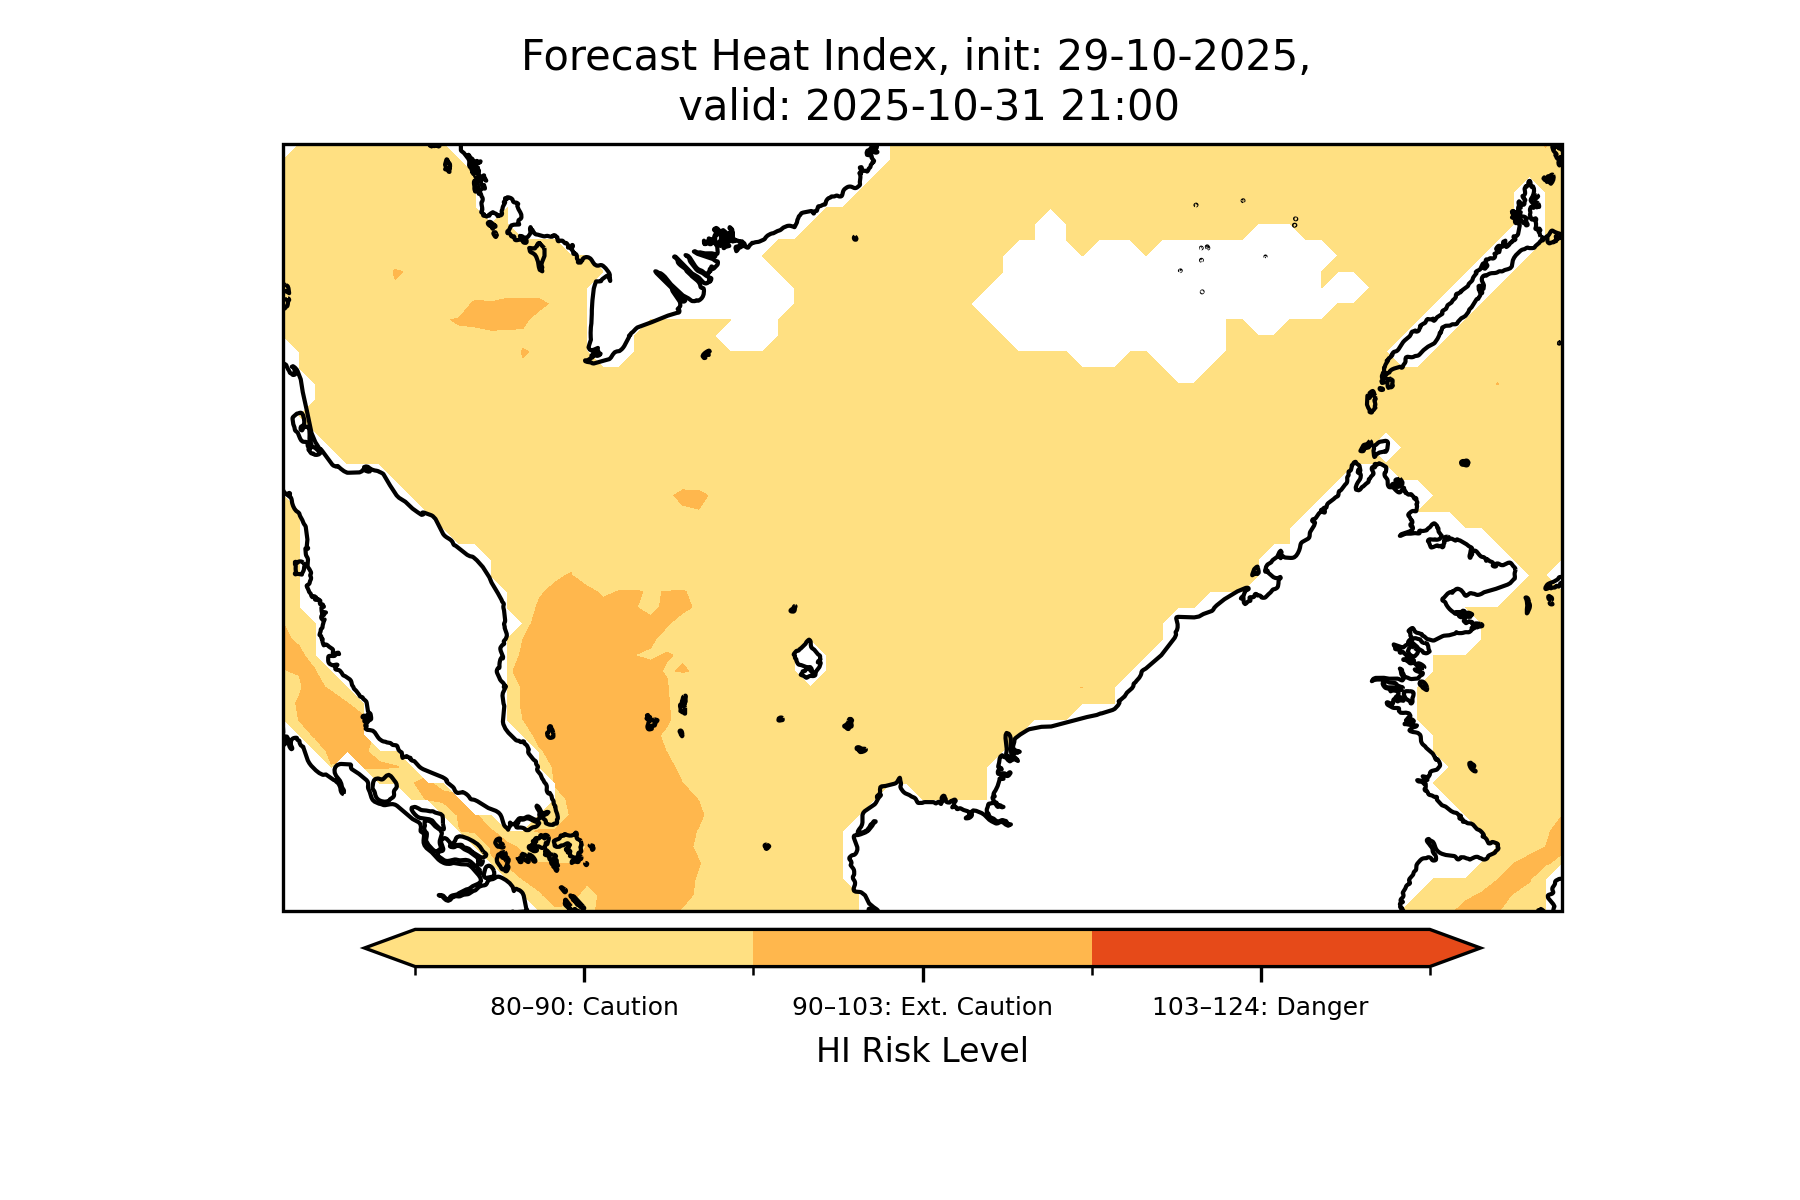 Forecast Heat Index, init: 29-10-2025,
valid: 2025-10-31 21:00
80–90: Caution
90–103: Ext. Caution
103–124: Danger
HI Risk Level